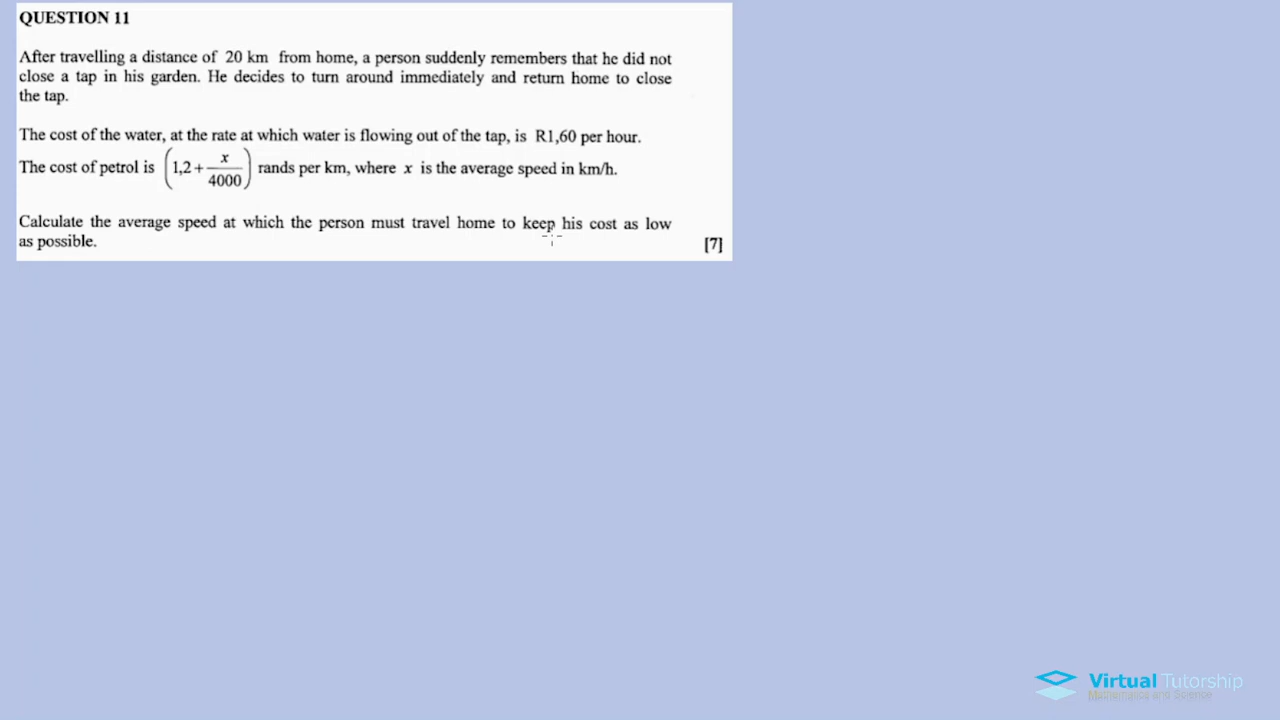 QUESTION 11
After travelling a distance of 20 km from home, a person suddenly remembers that he did not
close a tap in his garden. He decides to turn around immediately and return home to close
the tap.
The cost of the water, at the rate at which water is flowing out of the tap, is R1,60 per hour.
The cost of petrol is (1,2 + x/4000) rands per km, where x is the average speed in km/h.
Calculate the average speed at which the person must travel home to keep his cost as low
as possible.
[7]
Virtual Tutorship
Mathematics and Science